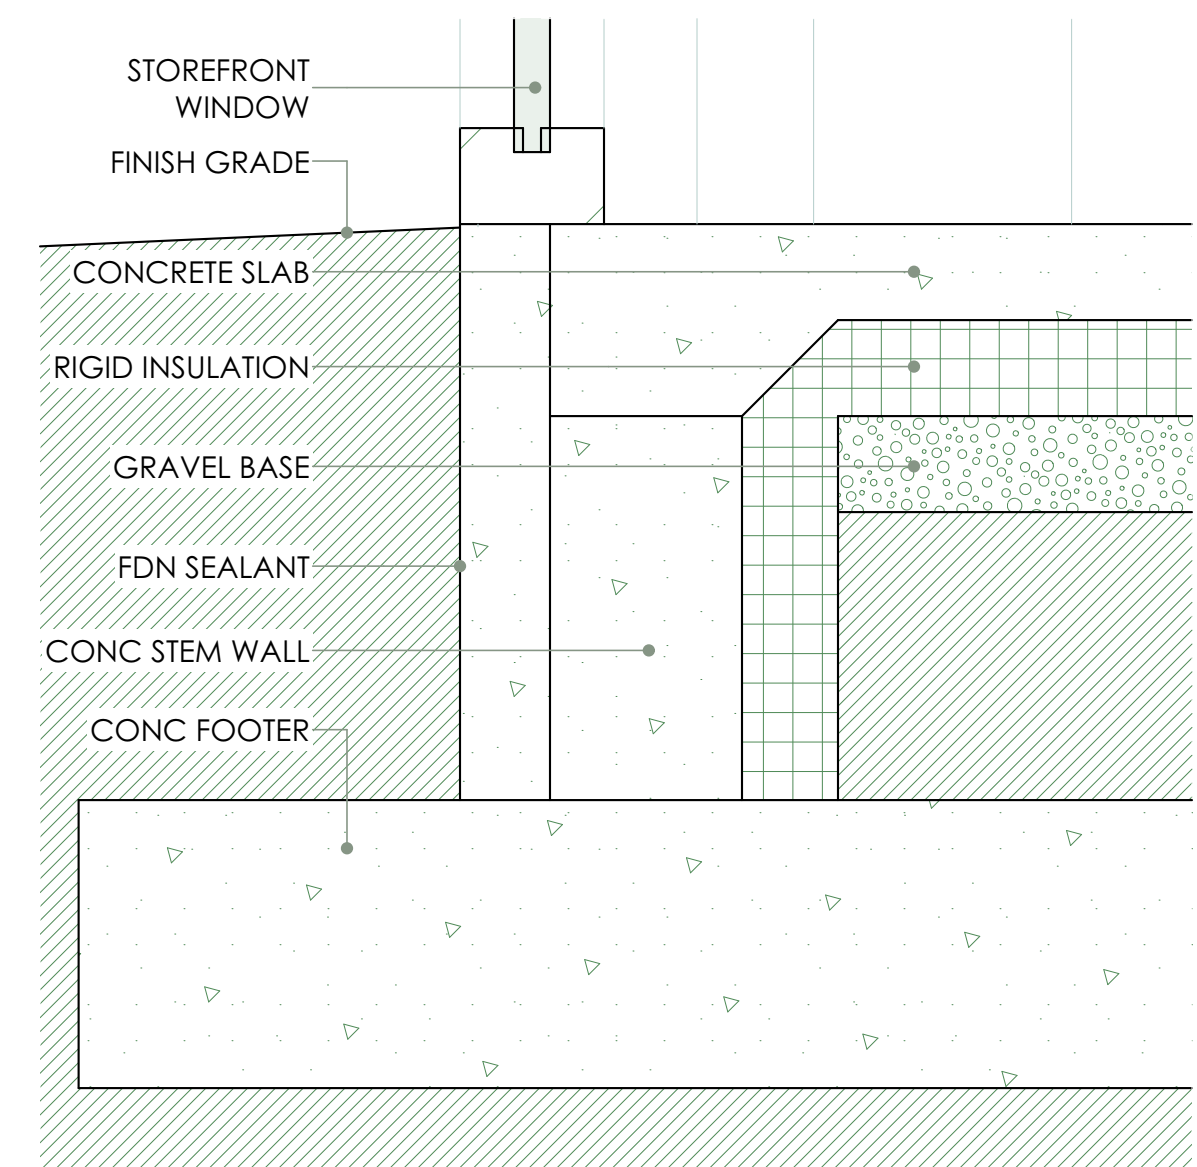 STOREFRONT
WINDOW
FINISH GRADE
CONCRETE SLAB
RIGID INSULATION
GRAVEL BASE
FDN SEALANT
CONC STEM WALL
CONC FOOTER